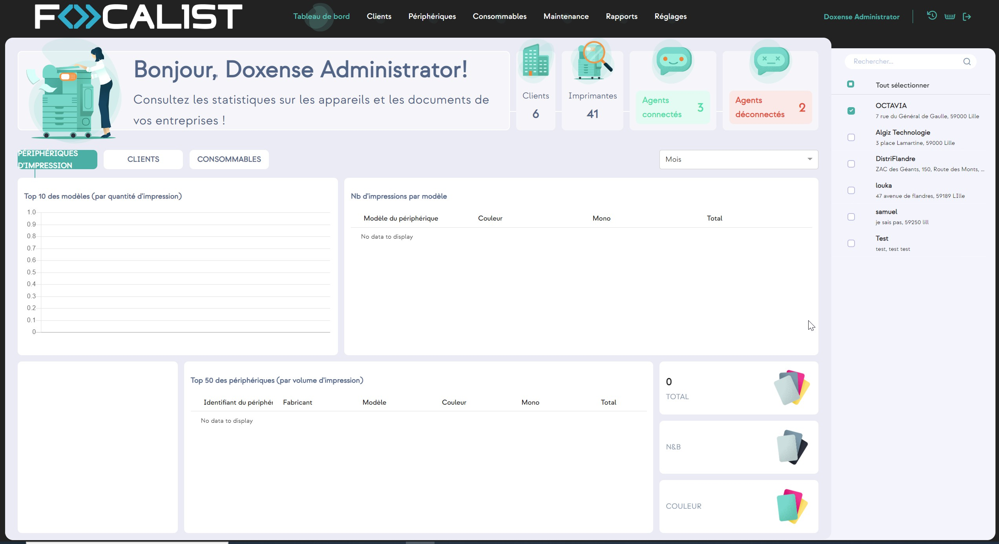 FOCALIST
Tableau de bord
Clients
Périphériques
Consommables
Maintenance
Rapports
Réglages
Doxense Administrator
Bonjour, Doxense Administrator!
Consultez les statistiques sur les appareils et les documents de
vos entreprises !
Clients
6
Imprimantes
41
Agents
connectés
3
Agents
déconnectés
2
Rechercher...
Tout sélectionner
OCTAVIA
7 rue du Général de Gaulle, 59000 Lille
Algiz Technologie
3 place Lamartine, 59000 Lille
DistriFlandre
ZAC des Géants, 150, Route des Monts, ...
louka
47 avenue de flandres, 59189 LIlle
samuel
je sais pas, 59250 lill
Test
test, test test
PÉRIPHÉRIQUES
D'IMPRESSION
CLIENTS
CONSOMMABLES
Mois
Top 10 des modèles (par quantité d'impression)
1.0
0.9
0.8
0.7
0.6
0.5
0.4
0.3
0.2
0.1
0
Nb d'impressions par modèle
Modèle du périphérique
Couleur
Mono
Total
No data to display
Top 50 des périphériques (par volume d'impression)
Identifiant du périphér
Fabricant
Modèle
Couleur
Mono
Total
No data to display
0
TOTAL
N&B
COULEUR